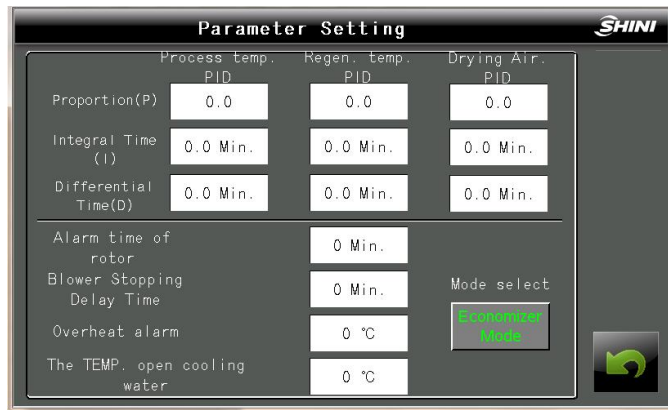 Parameter Setting
SHINI
Process temp. Regen. temp. Drying Air.
PID PID PID
Proportion(P) 0.0 0.0 0.0
Integral Time
(I) 0.0 Min. 0.0 Min. 0.0 Min.
Differential
Time(D) 0.0 Min. 0.0 Min. 0.0 Min.
Alarm time of
rotor 0 Min.
Blower Stopping
Delay Time 0 Min.
Mode select
Economizer
Mode
Overheat alarm 0 °C
The TEMP. open cooling
water 0 °C